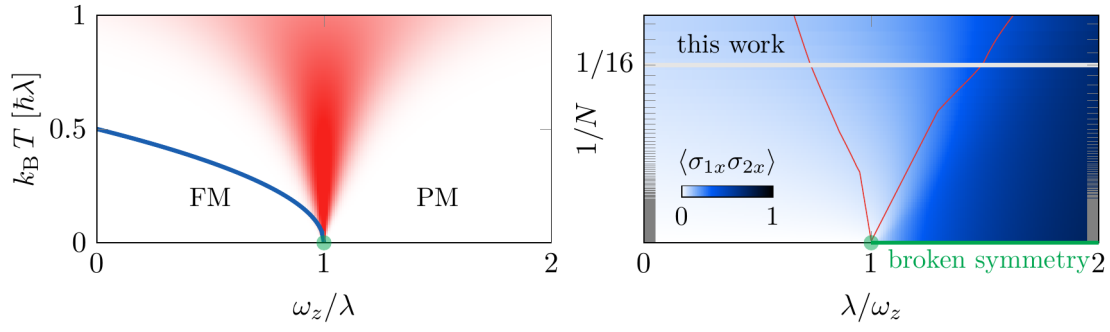 1
0.5
0
k_B T [ħλ]
FM
PM
0
1
2
ω_z/λ
this work
1/16
1/N
⟨σ_{1x}σ_{2x}⟩
0
1
0
1
2
broken symmetry
λ/ω_z